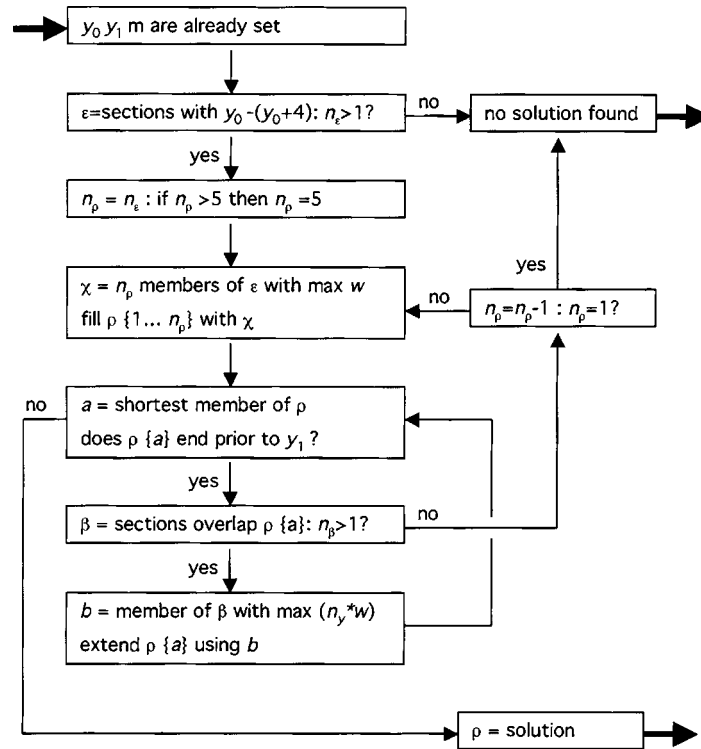 y₀ y₁ m are already set
ε=sections with y₀ -(y₀+4): nε>1?
no
no solution found
yes
nρ = nε : if nρ >5 then nρ =5
yes
χ = nρ members of ε with max w
fill ρ {1... nρ} with χ
no
nρ=nρ-1 : nρ=1?
no
a = shortest member of ρ
does ρ {a} end prior to y₁ ?
yes
β = sections overlap ρ {a}: nβ>1?
no
yes
b = member of β with max (ny*w)
extend ρ {a} using b
ρ = solution